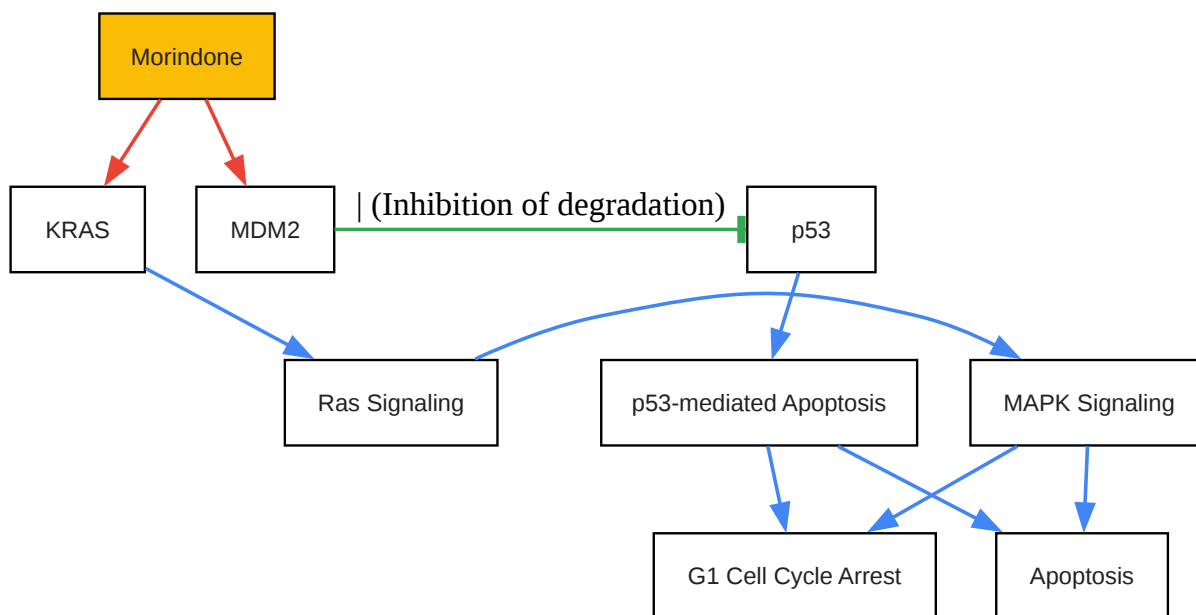 Morindone
| (Inhibition of degradation)
KRAS
MDM2
p53
Ras Signaling
p53-mediated Apoptosis
MAPK Signaling
G1 Cell Cycle Arrest
Apoptosis